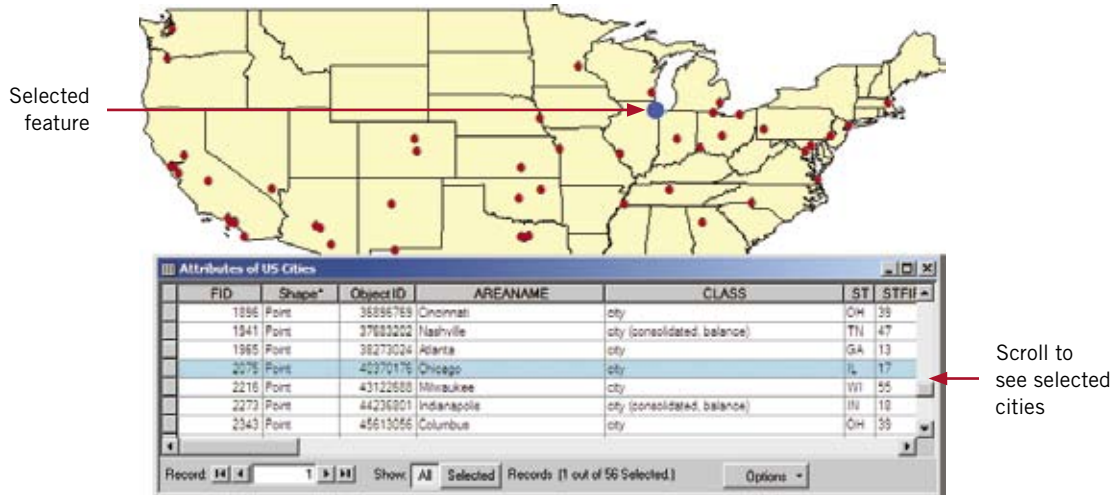 Selected
feature
Attributes of US Cities
FID Shape* Object ID AREANAME CLASS ST STFIF
1896 Point 36896769 Cincinnati city OH 39
1941 Point 37883202 Nashville city (consolidated, balance) TN 47
1965 Point 38273024 Atlanta city GA 13
2075 Point 40370176 Chicago city IL 17
2216 Point 43122688 Milwaukee city WI 55
2273 Point 44236801 Indianapolis city (consolidated, balance) IN 18
2343 Point 45613056 Columbus city OH 39
Record: 1 Show: All Selected Records (1 out of 56 Selected.) Options
Scroll to
see selected
cities